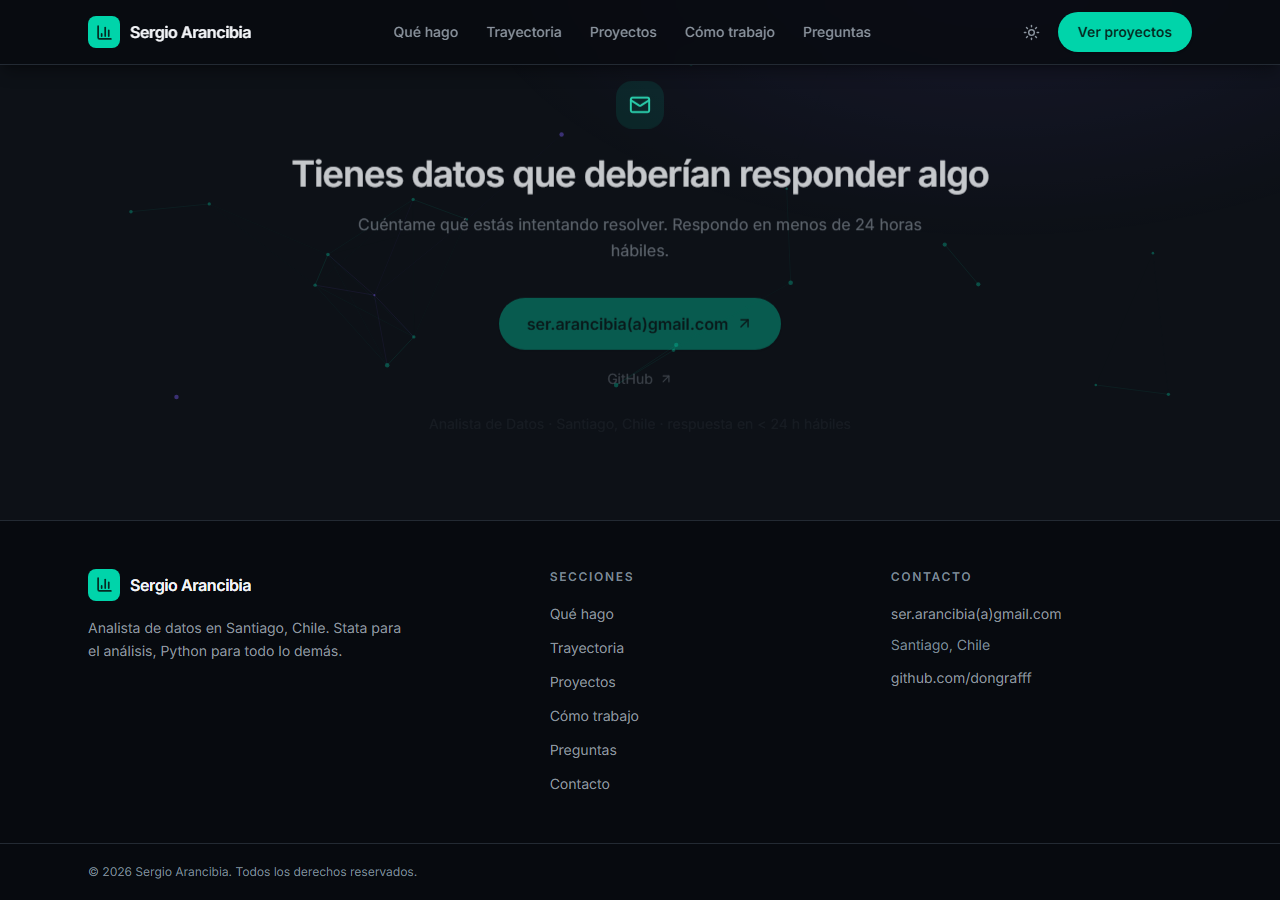 Sergio Arancibia
Qué hago
Trayectoria
Proyectos
Cómo trabajo
Preguntas
Ver proyectos
Tienes datos que deberían responder algo
Cuéntame qué estás intentando resolver. Respondo en menos de 24 horas
hábiles.
ser.arancibia(a)gmail.com
GitHub
Analista de Datos · Santiago, Chile · respuesta en < 24 h hábiles
Sergio Arancibia
Analista de datos en Santiago, Chile. Stata para
el análisis, Python para todo lo demás.
SECCIONES
Qué hago
Trayectoria
Proyectos
Cómo trabajo
Preguntas
Contacto
CONTACTO
ser.arancibia(a)gmail.com
Santiago, Chile
github.com/dongrafff
© 2026 Sergio Arancibia. Todos los derechos reservados.